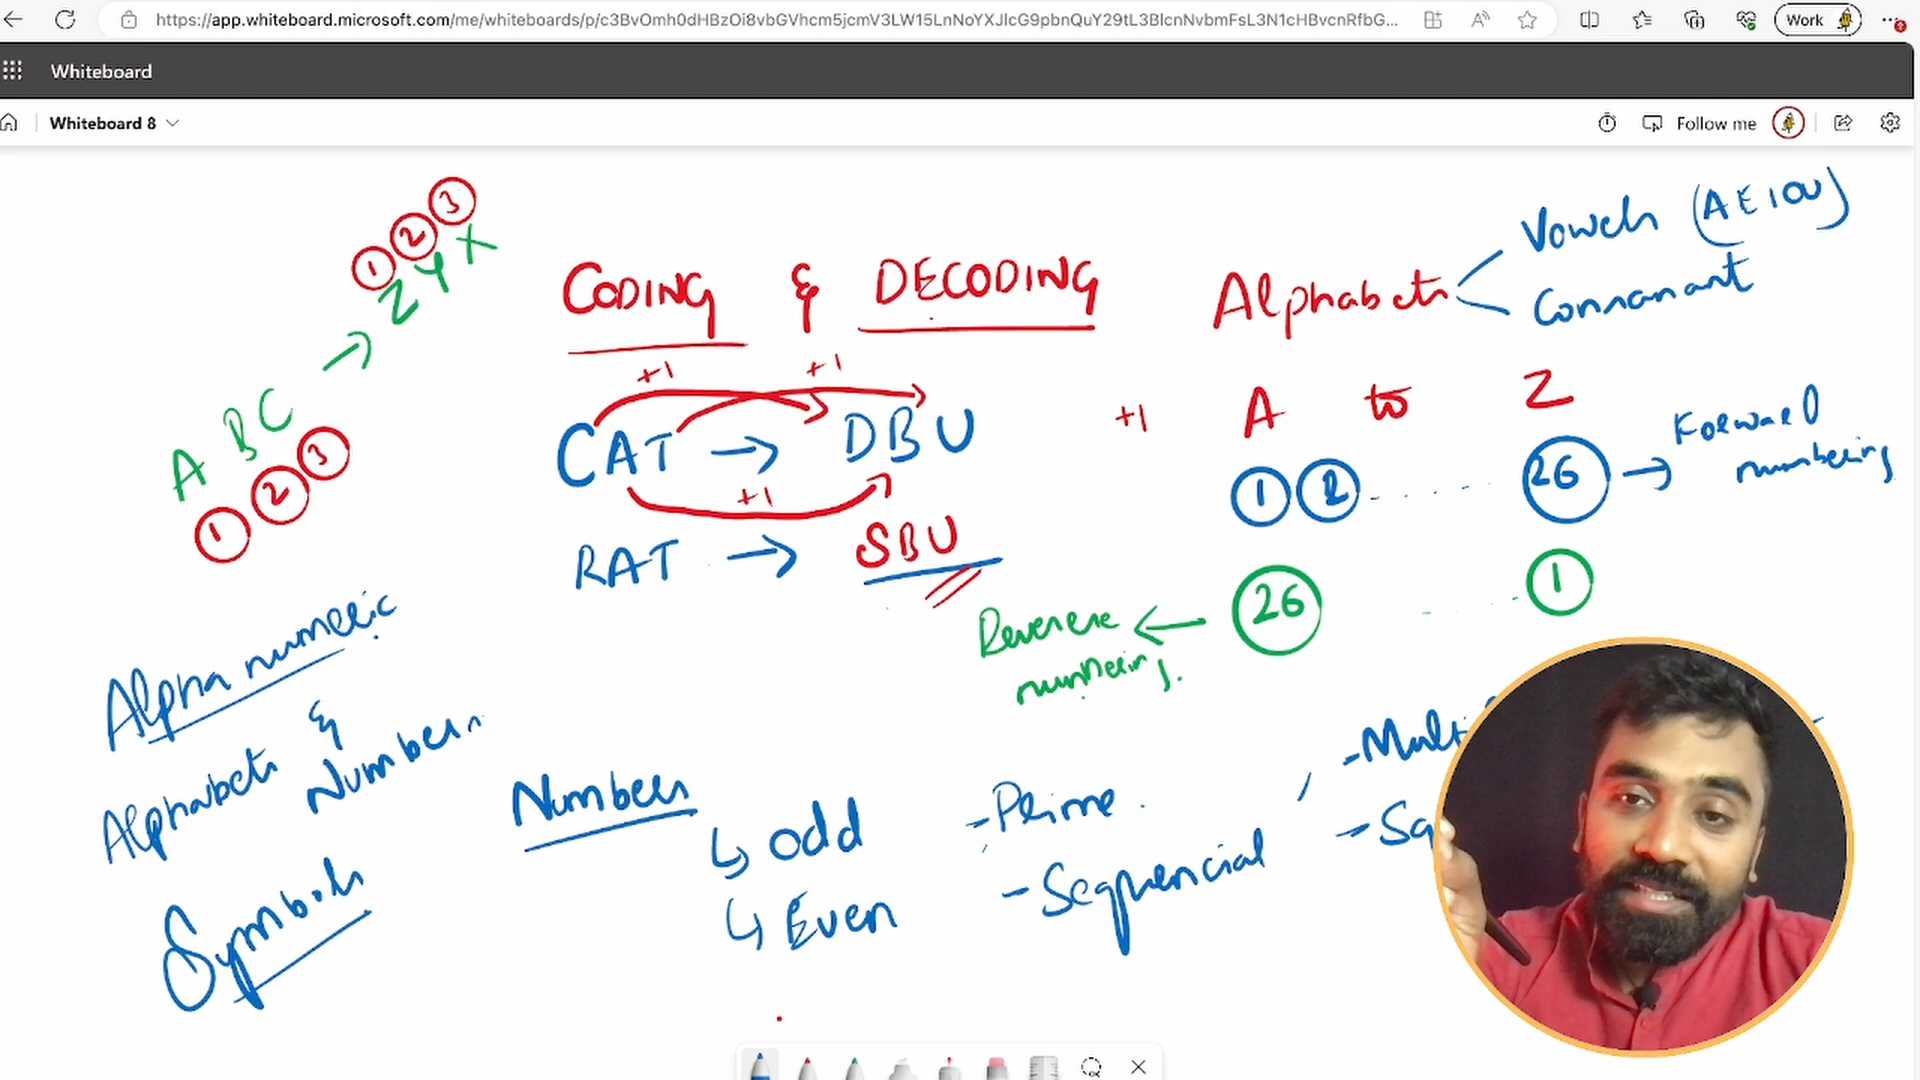 https://app.whiteboard.microsoft.com/me/whiteboards/p/c3BvOmh0dHBzOi8vbGVhcm5jcmV3LW15LnNoYXJlcG9pbnQuY29tL3BlcnNvbmFsL3N1cHBvcnRfbG...
Work
Whiteboard
Whiteboard 8
Follow me
1 2 3
Z Y X
CODING & DECODING
Alphabets
Vowels (AEIOU)
Consonant
A B C →
1 2 3
+1 +1
CAT → DBU
+1
RAT → SBU
+1 A to Z
1 2 26 → Forward numbering
26 1
Reverse numbering
Alpha numeric
Alphabets & Numbers
Symbols
Numbers
↳ odd
↳ Even
- Prime
- Sequencial